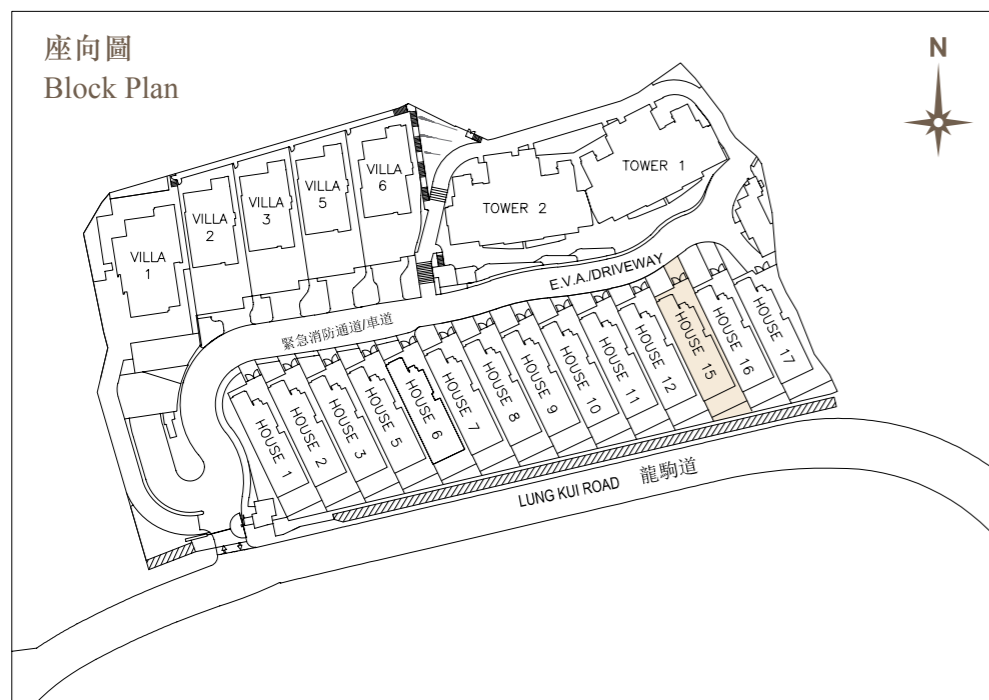 座向圖
Block Plan
N
VILLA
1
VILLA
2
VILLA
3
VILLA
5
VILLA
6
TOWER 2
TOWER 1
E.V.A./DRIVEWAY
緊急消防通道/車道
HOUSE 1
HOUSE 2
HOUSE 3
HOUSE 5
HOUSE 6
HOUSE 7
HOUSE 8
HOUSE 9
HOUSE 10
HOUSE 11
HOUSE 12
HOUSE 15
HOUSE 16
HOUSE 17
LUNG KUI ROAD 龍駒道